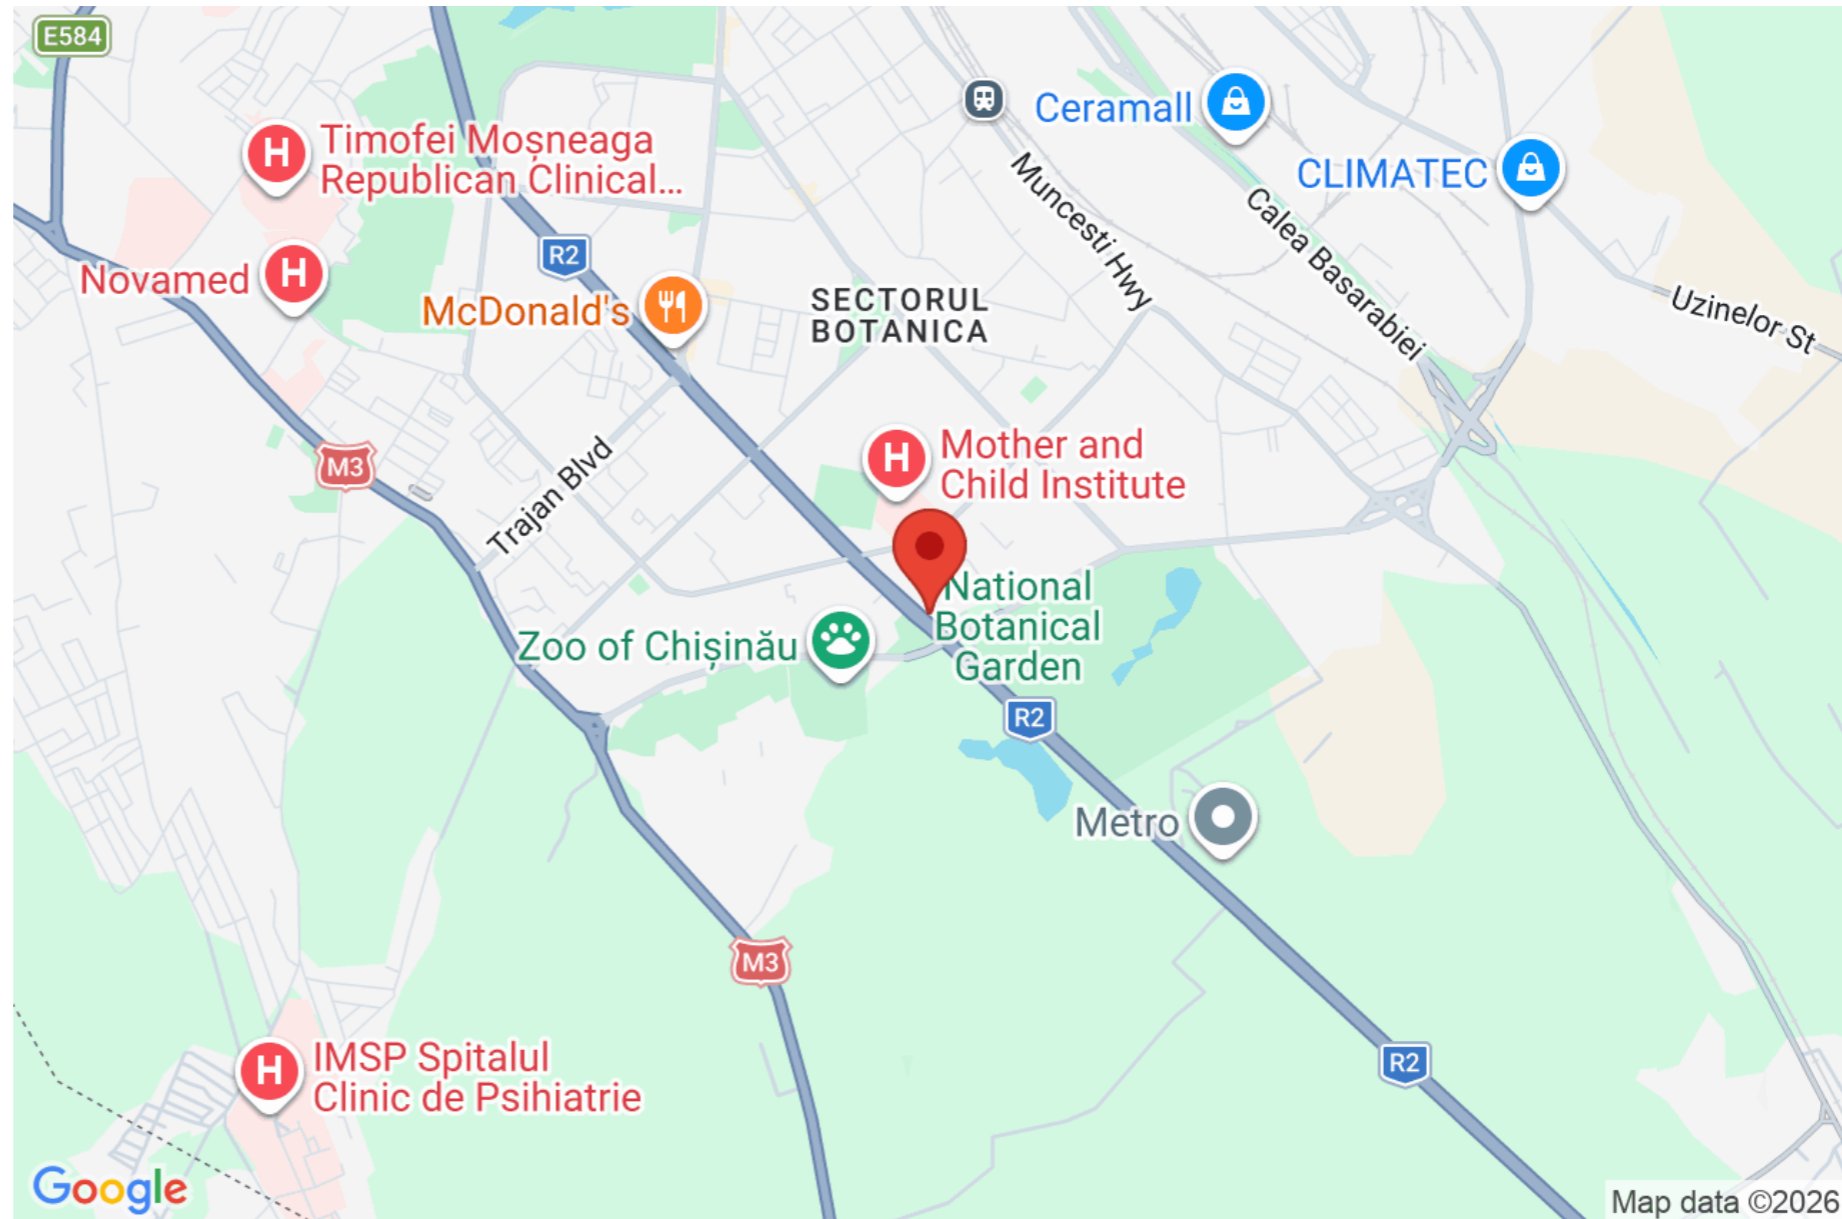 E584
Timofei Moșneaga
Republican Clinical...
Ceramall
CLIMATEC
Novamed
R2
McDonald's
SECTORUL
BOTANICA
Muncesti Hwy
Calea Basarabiei
Uzinelor St
M3
Trajan Blvd
Mother and
Child Institute
Zoo of Chișinău
National
Botanical
Garden
R2
Metro
M3
R2
IMSP Spitalul
Clinic de Psihiatrie
Google
Map data ©2026